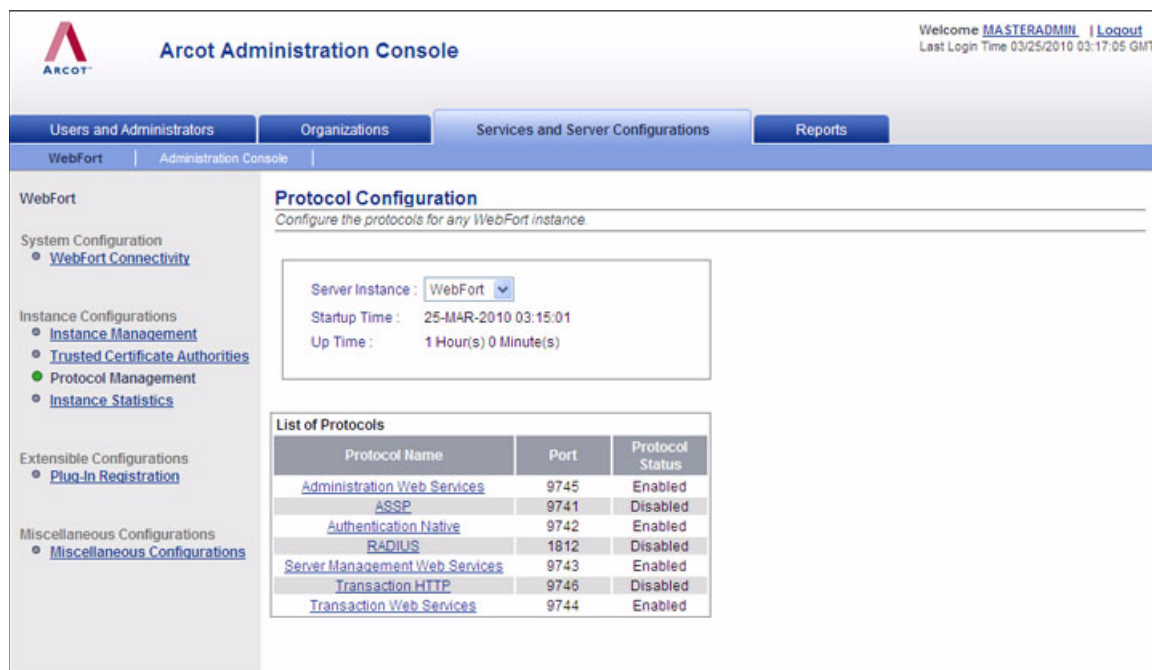 ARCOT™
Arcot Administration Console
Welcome MASTERADMIN | Logout
Last Login Time 03/25/2010 03:17:05 GMT
Users and Administrators
Organizations
Services and Server Configurations
Reports
WebFort
Administration Console
WebFort
System Configuration
WebFort Connectivity
Instance Configurations
Instance Management
Trusted Certificate Authorities
Protocol Management
Instance Statistics
Extensible Configurations
Plug-In Registration
Miscellaneous Configurations
Miscellaneous Configurations
Protocol Configuration
Configure the protocols for any WebFort instance.
Server Instance : WebFort
Startup Time : 25-MAR-2010 03:15:01
Up Time : 1 Hour(s) 0 Minute(s)
List of Protocols
Protocol Name Port Protocol Status
Administration Web Services 9745 Enabled
ASSP 9741 Disabled
Authentication Native 9742 Enabled
RADIUS 1812 Disabled
Server Management Web Services 9743 Enabled
Transaction HTTP 9746 Disabled
Transaction Web Services 9744 Enabled